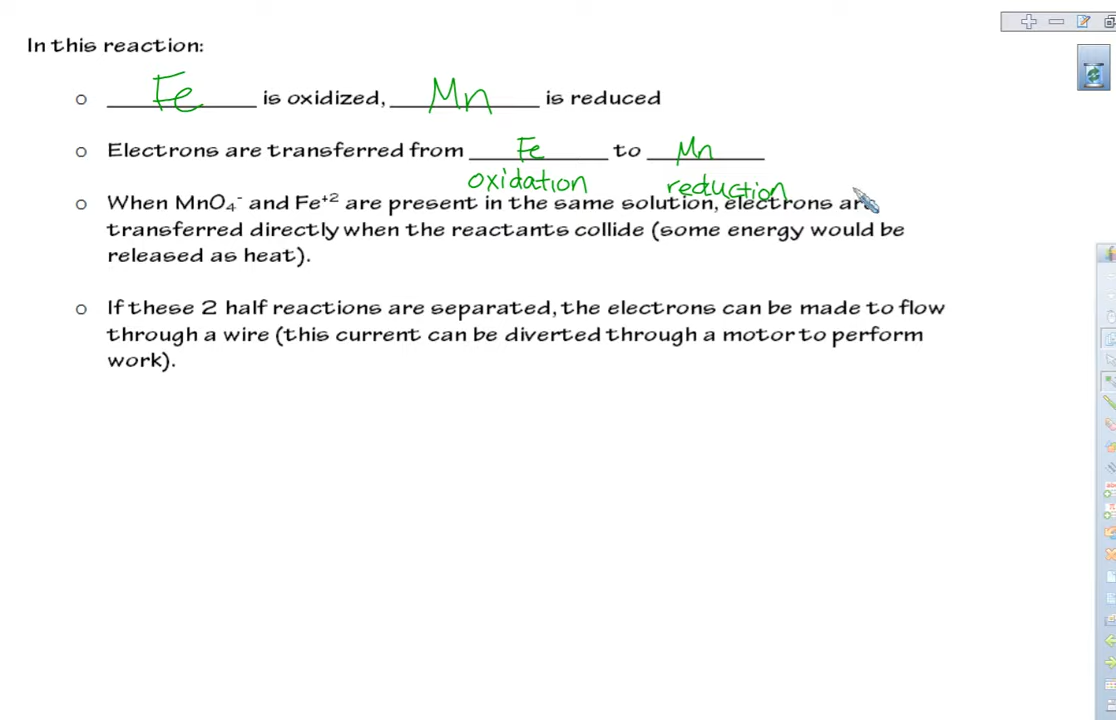 In this reaction:
o Fe is oxidized, Mn is reduced
o Electrons are transferred from Fe to Mn
oxidation reduction
o When MnO₄⁻ and Fe⁺² are present in the same solution, electrons are
transferred directly when the reactants collide (some energy would be
released as heat).
o If these 2 half reactions are separated, the electrons can be made to flow
through a wire (this current can be diverted through a motor to perform
work).